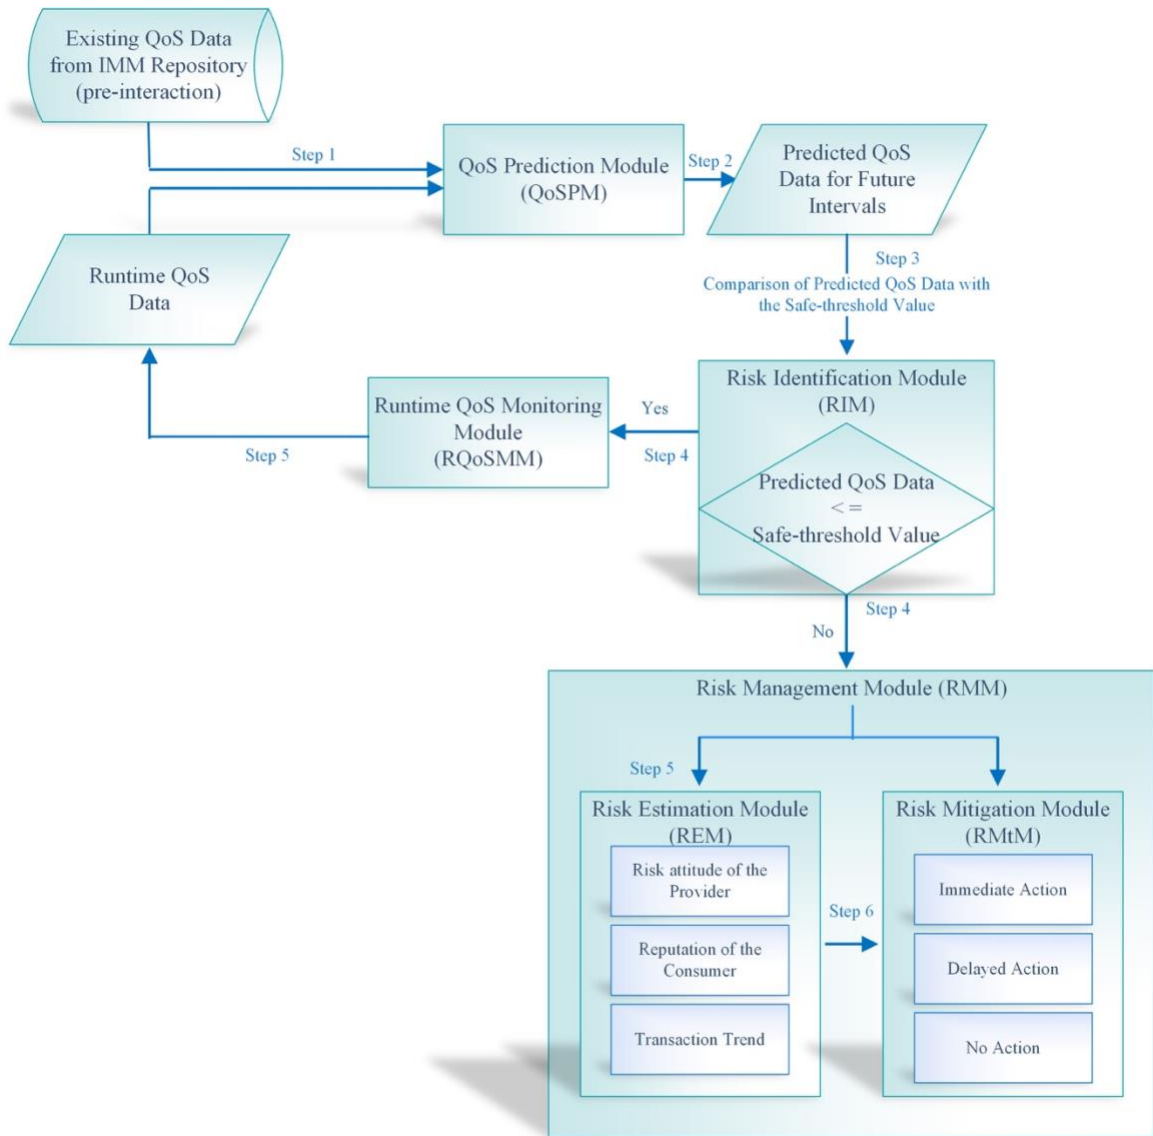 Existing QoS Data
from IMM Repository
(pre-interaction)
Step 1
QoS Prediction Module
(QoSPM)
Step 2
Predicted QoS
Data for Future
Intervals
Runtime QoS
Data
Step 3
Comparison of Predicted QoS Data with
the Safe-threshold Value
Risk Identification Module
(RIM)
Predicted QoS Data
< =
Safe-threshold Value
Yes
Step 4
Runtime QoS Monitoring
Module
(RQoSMM)
Step 5
Step 4
No
Risk Management Module (RMM)
Step 5
Risk Estimation Module
(REM)
Risk attitude of the
Provider
Reputation of the
Consumer
Transaction Trend
Step 6
Risk Mitigation Module
(RMtM)
Immediate Action
Delayed Action
No Action